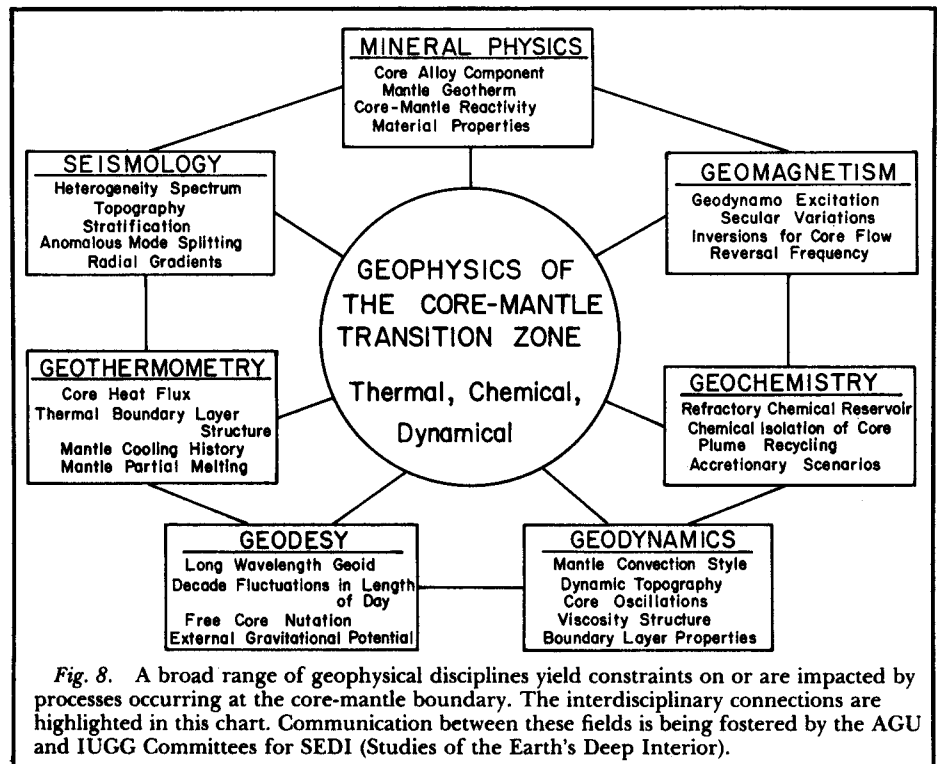 MINERAL PHYSICS
Core Alloy Component
Mantle Geotherm
Core-Mantle Reactivity
Material Properties
SEISMOLOGY
Heterogeneity Spectrum
Topography
Stratification
Anomalous Mode Splitting
Radial Gradients
GEOMAGNETISM
Geodynamo Excitation
Secular Variations
Inversions for Core Flow
Reversal Frequency
GEOPHYSICS OF
THE CORE-MANTLE
TRANSITION ZONE
Thermal, Chemical,
Dynamical
GEOTHERMOMETRY
Core Heat Flux
Thermal Boundary Layer
Structure
Mantle Cooling History
Mantle Partial Melting
GEOCHEMISTRY
Refractory Chemical Reservoir
Chemical Isolation of Core
Plume Recycling
Accretionary Scenarios
GEODESY
Long Wavelength Geoid
Decade Fluctuations in Length
of Day
Free Core Nutation
External Gravitational Potential
GEODYNAMICS
Mantle Convection Style
Dynamic Topography
Core Oscillations
Viscosity Structure
Boundary Layer Properties
Fig. 8. A broad range of geophysical disciplines yield constraints on or are impacted by
processes occurring at the core-mantle boundary. The interdisciplinary connections are
highlighted in this chart. Communication between these fields is being fostered by the AGU
and IUGG Committees for SEDI (Studies of the Earth's Deep Interior).